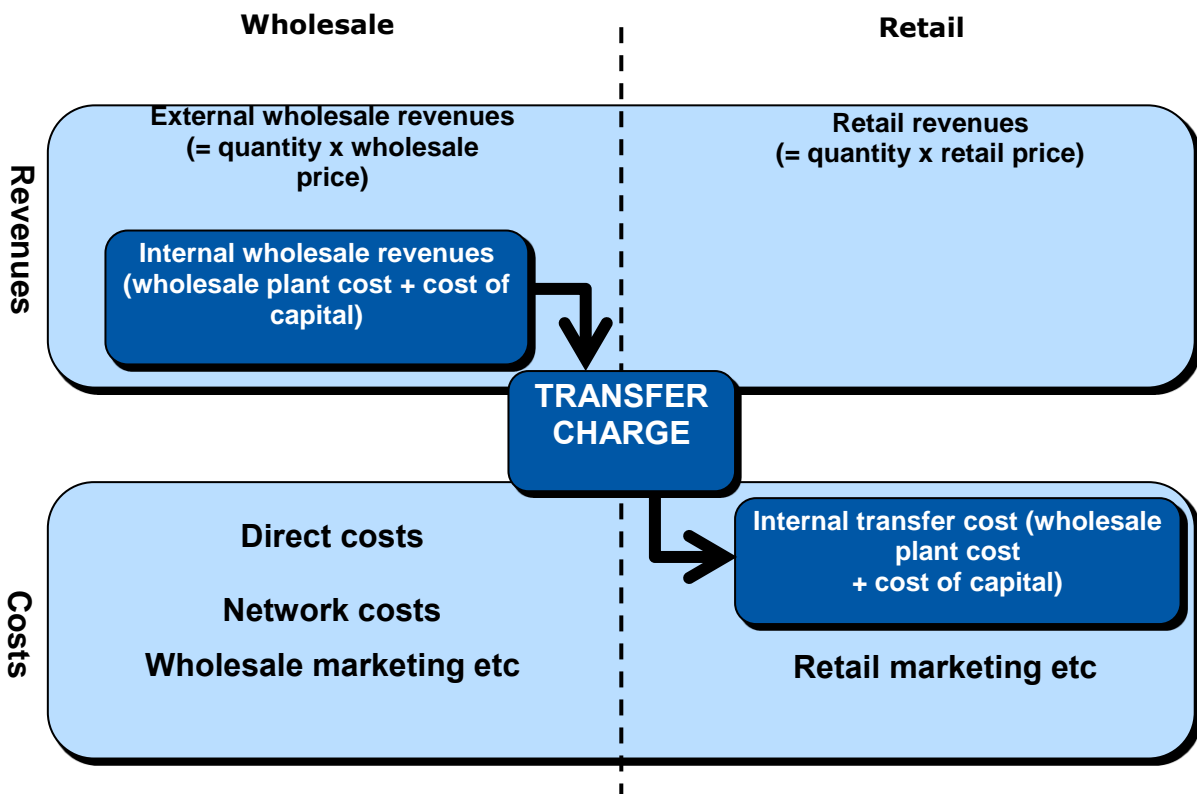 Wholesale
Retail
Revenues
External wholesale revenues
(= quantity x wholesale
price)
Retail revenues
(= quantity x retail price)
Internal wholesale revenues
(wholesale plant cost + cost of
capital)
TRANSFER
CHARGE
Costs
Direct costs
Network costs
Wholesale marketing etc
Internal transfer cost (wholesale
plant cost
+ cost of capital)
Retail marketing etc